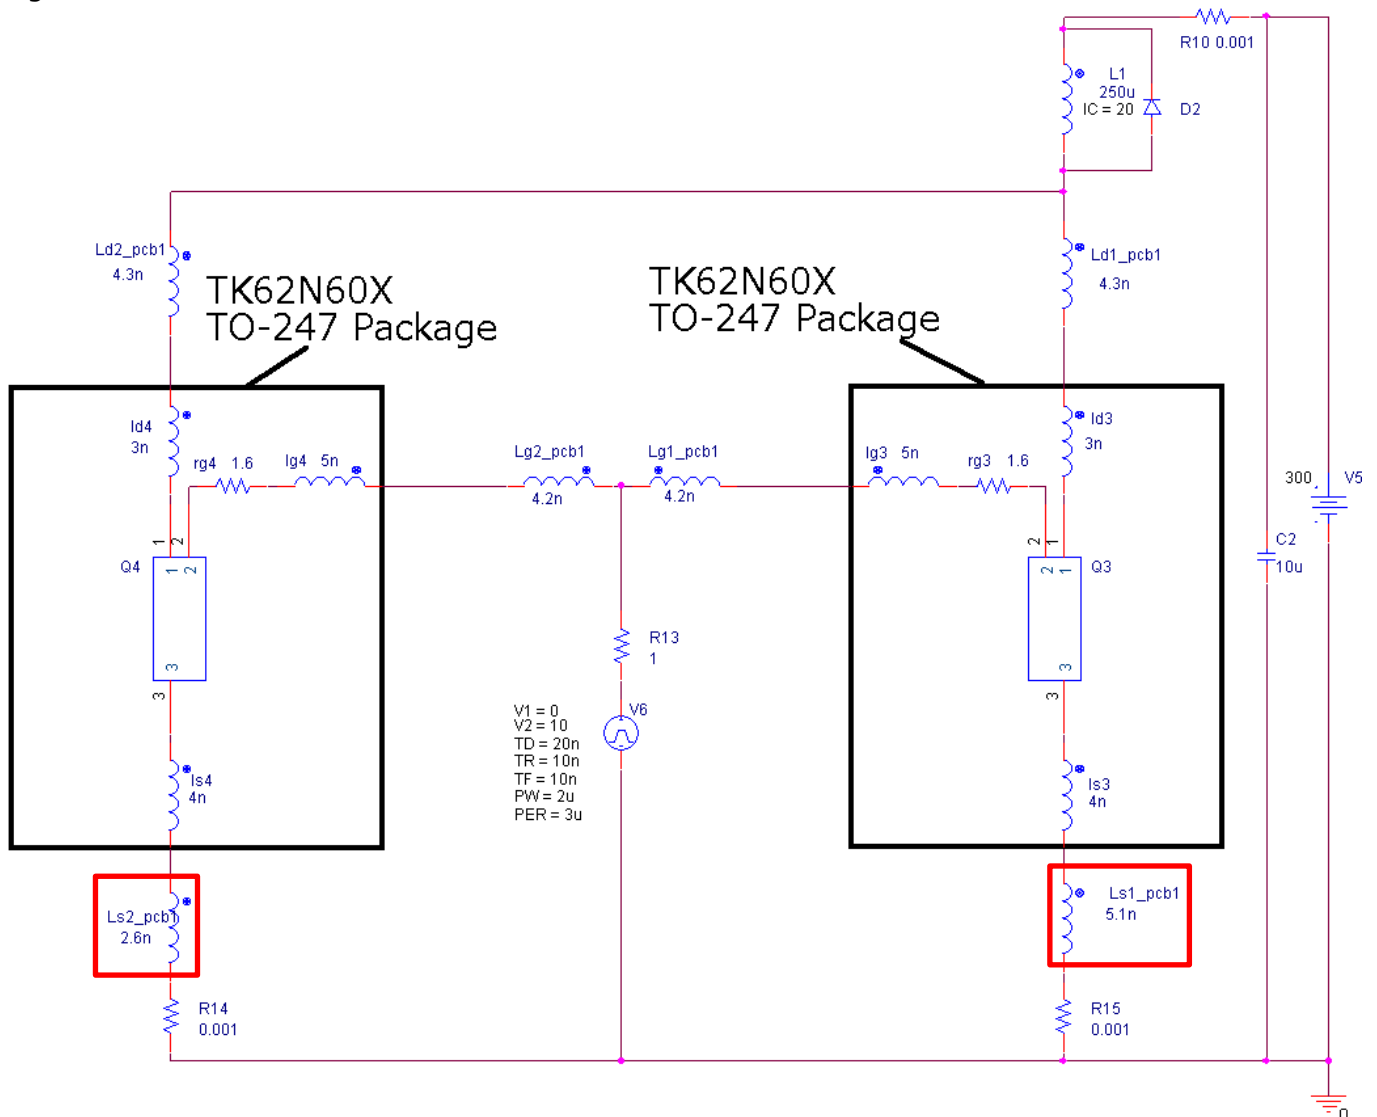 R10 0.001
L1
250u
IC = 20
D2
Ld2_pcb1
4.3n
Ld1_pcb1
4.3n
TK62N60X
TO-247 Package
TK62N60X
TO-247 Package
ld4
3n
rg4 1.6
lg4 5n
Lg2_pcb1
4.2n
Lg1_pcb1
4.2n
lg3 5n
rg3 1.6
ld3
3n
300
V5
C2
10u
1
2
Q4
1
2
3
3
2
1
Q3
2
1
3
3
R13
1
V6
V1 = 0
V2 = 10
TD = 20n
TR = 10n
TF = 10n
PW = 2u
PER = 3u
ls4
4n
ls3
4n
Ls2_pcb1
2.6n
Ls1_pcb1
5.1n
R14
0.001
R15
0.001
0